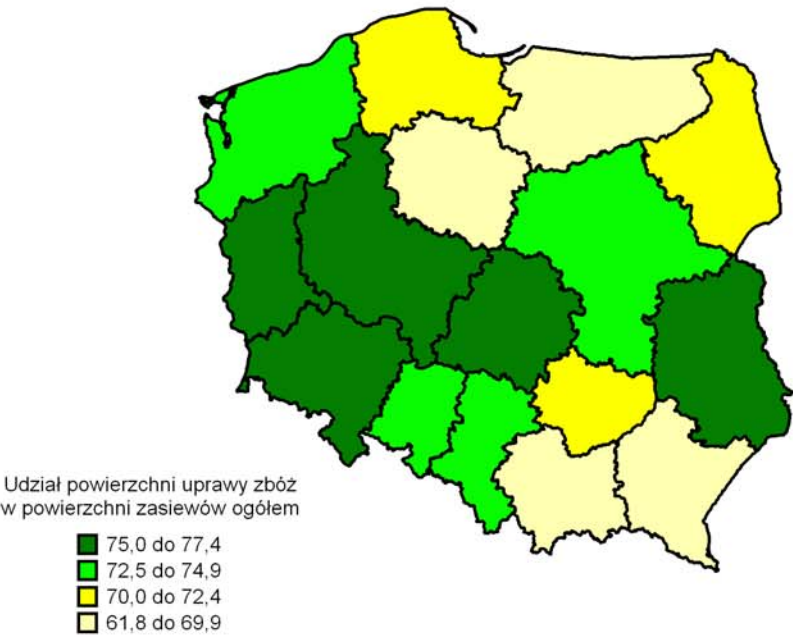 Udział powierzchni uprawy zbóż
w powierzchni zasiewów ogółem
75,0 do 77,4
72,5 do 74,9
70,0 do 72,4
61,8 do 69,9